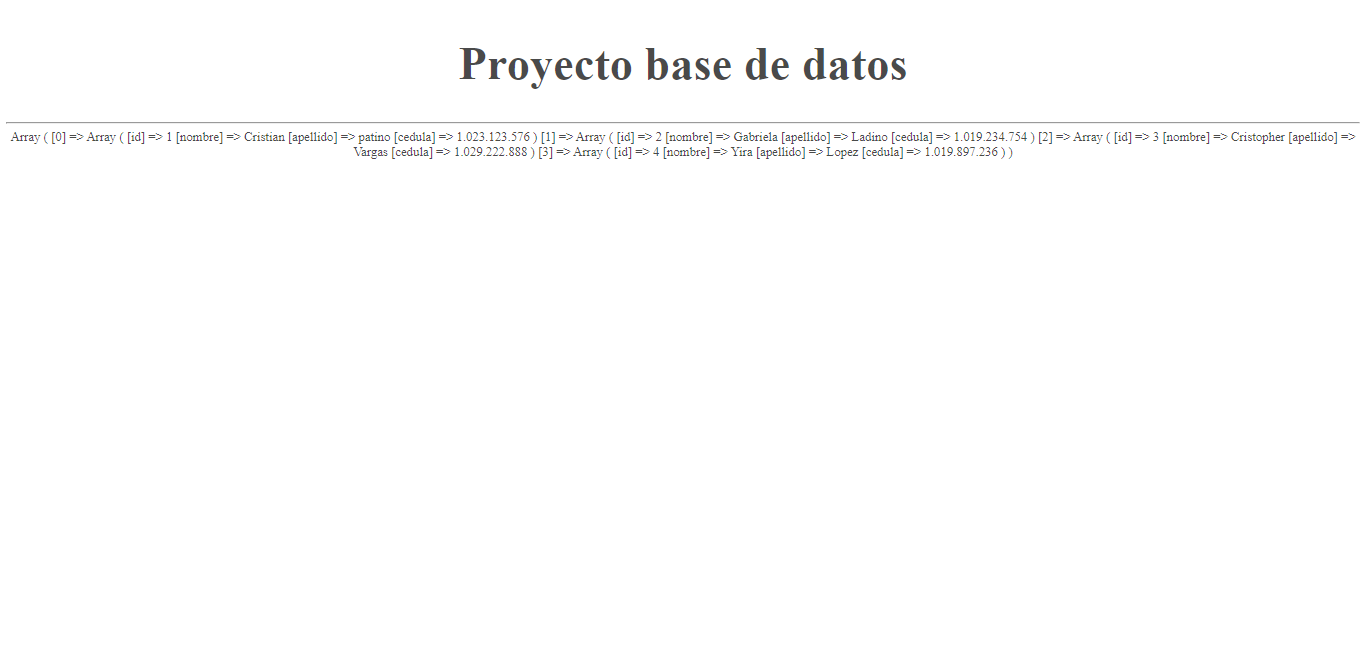 Proyecto base de datos
Array ( [0] => Array ( [id] => 1 [nombre] => Cristian [apellido] => patino [cedula] => 1.023.123.576 ) [1] => Array ( [id] => 2 [nombre] => Gabriela [apellido] => Ladino [cedula] => 1.019.234.754 ) [2] => Array ( [id] => 3 [nombre] => Cristopher [apellido] =>
Vargas [cedula] => 1.029.222.888 ) [3] => Array ( [id] => 4 [nombre] => Yira [apellido] => Lopez [cedula] => 1.019.897.236 ) )